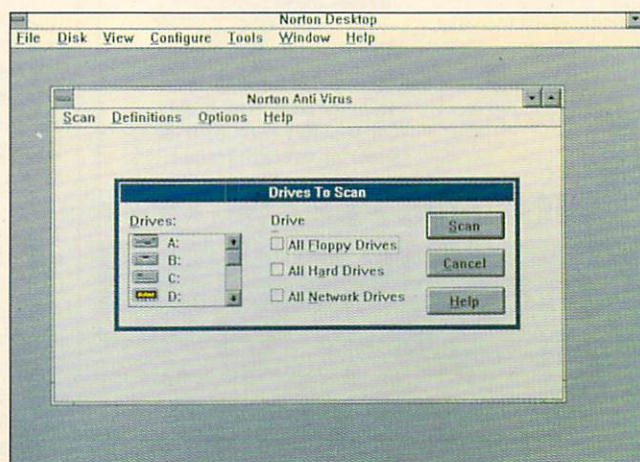 Norton Desktop
File Disk View Configure Tools Window Help
Norton Anti Virus
Scan Definitions Options Help
Drives To Scan
Drives:
A:
B:
C:
D:
Drive
All Floppy Drives
All Hard Drives
All Network Drives
Scan
Cancel
Help